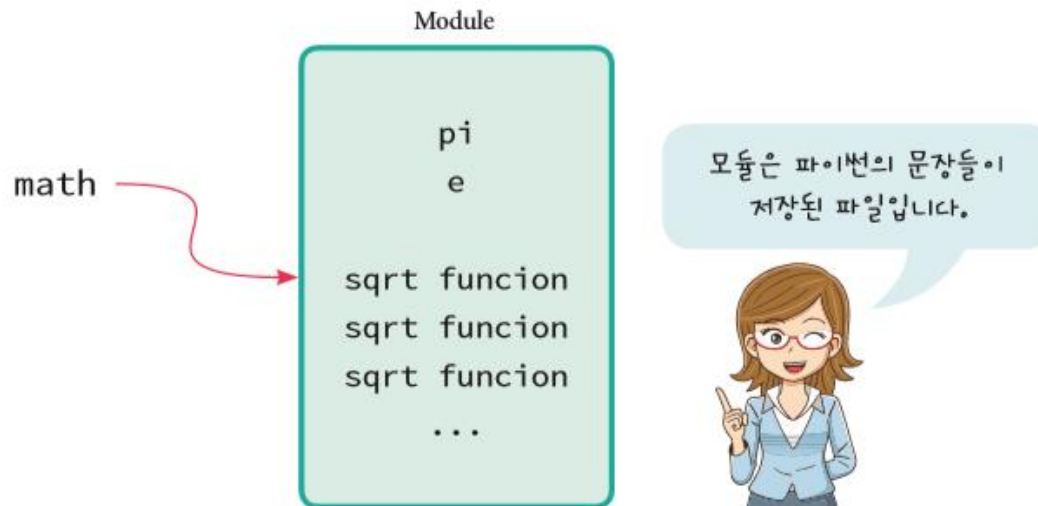 Module
math
pi
e
sqrt funcion
sqrt funcion
sqrt funcion
...
모듈은 파이썬의 문장들이
저장된 파일입니다.